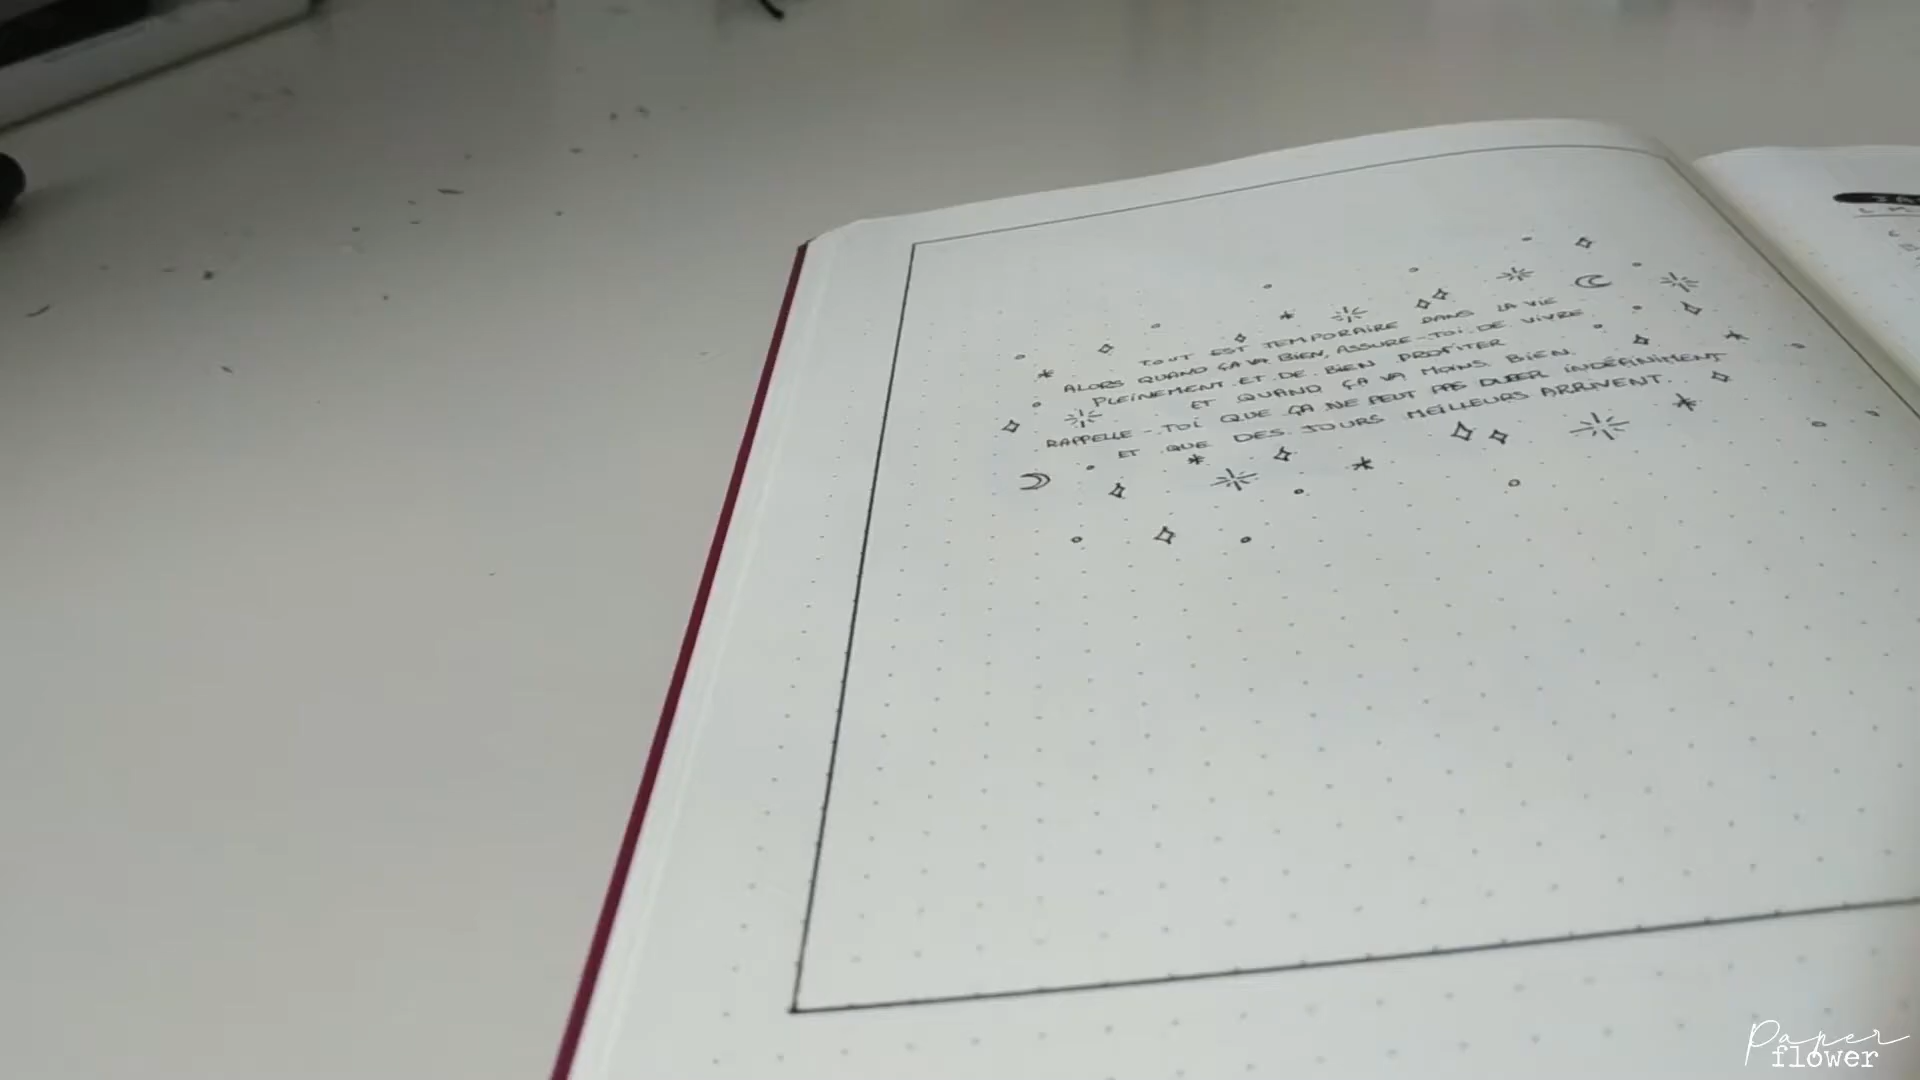 TOUT EST TEMPORAIRE DANS LA VIE
ALORS QUAND ÇA VA BIEN, ASSURE-TOI DE VIVRE
PLEINEMENT ET DE BIEN PROFITER
ET QUAND ÇA VA MOINS BIEN.
RAPPELLE-TOI QUE ÇA NE PEUT PAS DURER INDÉFINIMENT
ET QUE DES JOURS MEILLEURS ARRIVENT.
Paper
flower